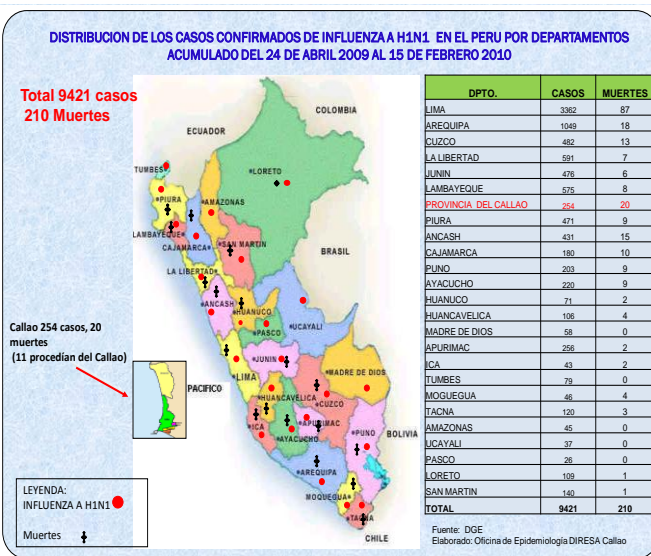 DISTRIBUCION DE LOS CASOS CONFIRMADOS DE INFLUENZA A H1N1 EN EL PERU POR DEPARTAMENTOS
ACUMULADO DEL 24 DE ABRIL 2009 AL 15 DE FEBRERO 2010
Total 9421 casos
210 Muertes
COLOMBIA
ECUADOR
TUMBES
LORETO
PIURA
AMAZONAS
LAMBAYEQUE
CAJAMARCA
SAN MARTIN
BRASIL
LA LIBERTAD
ANCASH
HUANUCO
UCAYALI
PASCO
JUNIN
LIMA
MADRE DE DIOS
PACIFICO
HUANCAVELICA
CUZCO
ICA
APURIMAC
AYACUCHO
PUNO
BOLIVIA
AREQUIPA
MOQUEGUA
TACNA
CHILE
Callao 254 casos, 20
muertes
(11 procedían del Callao)
LEYENDA:
INFLUENZA A H1N1
Muertes
DPTO. CASOS MUERTES
LIMA 3362 87
AREQUIPA 1049 18
CUZCO 482 13
LA LIBERTAD 591 7
JUNIN 476 6
LAMBAYEQUE 575 8
PROVINCIA DEL CALLAO 254 20
PIURA 471 9
ANCASH 431 15
CAJAMARCA 180 10
PUNO 203 9
AYACUCHO 220 9
HUANUCO 71 2
HUANCAVELICA 106 4
MADRE DE DIOS 58 0
APURIMAC 256 2
ICA 43 2
TUMBES 79 0
MOGUEGUA 46 4
TACNA 120 3
AMAZONAS 45 0
UCAYALI 37 0
PASCO 26 0
LORETO 109 1
SAN MARTIN 140 1
TOTAL 9421 210
Fuente: DGE
Elaborado: Oficina de Epidemiología DIRESA Callao